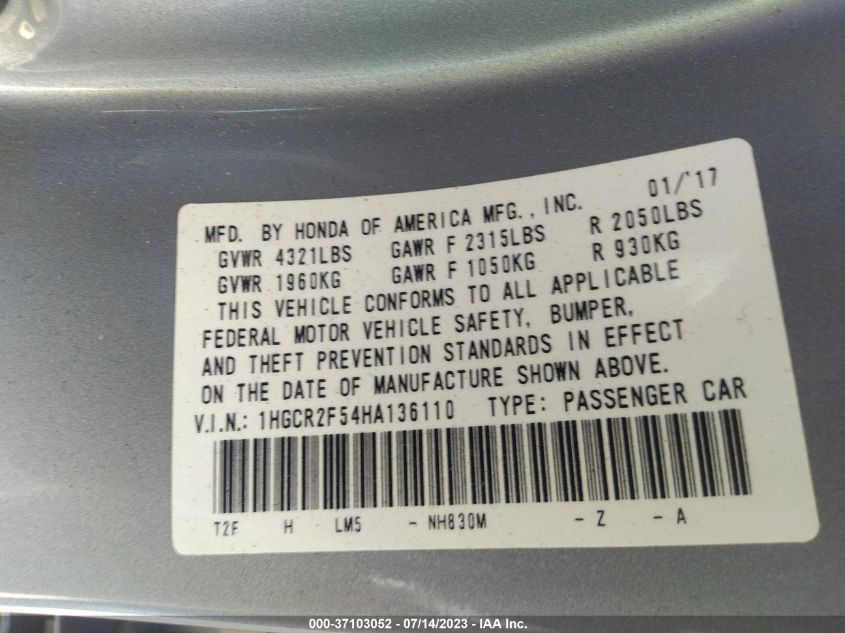 MFD. BY HONDA OF AMERICA MFG., INC. 01/'17
GVWR 4321LBS GAWR F 2315LBS R 2050LBS
GVWR 1960KG GAWR F 1050KG R 930KG
THIS VEHICLE CONFORMS TO ALL APPLICABLE
FEDERAL MOTOR VEHICLE SAFETY, BUMPER,
AND THEFT PREVENTION STANDARDS IN EFFECT
ON THE DATE OF MANUFACTURE SHOWN ABOVE.
V.I.N.: 1HGCR2F54HA136110 TYPE: PASSENGER CAR
T2F H LM5 - NH830M - Z - A
000-37103052 - 07/14/2023 - IAA Inc.